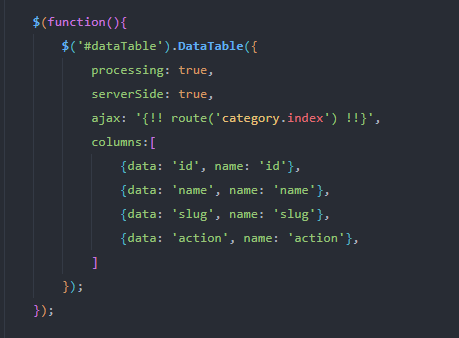 $(function(){
$('#dataTable').DataTable({
processing: true,
serverSide: true,
ajax: '{!! route('category.index') !!}',
columns:[
{data: 'id', name: 'id'},
{data: 'name', name: 'name'},
{data: 'slug', name: 'slug'},
{data: 'action', name: 'action'},
]
});
});